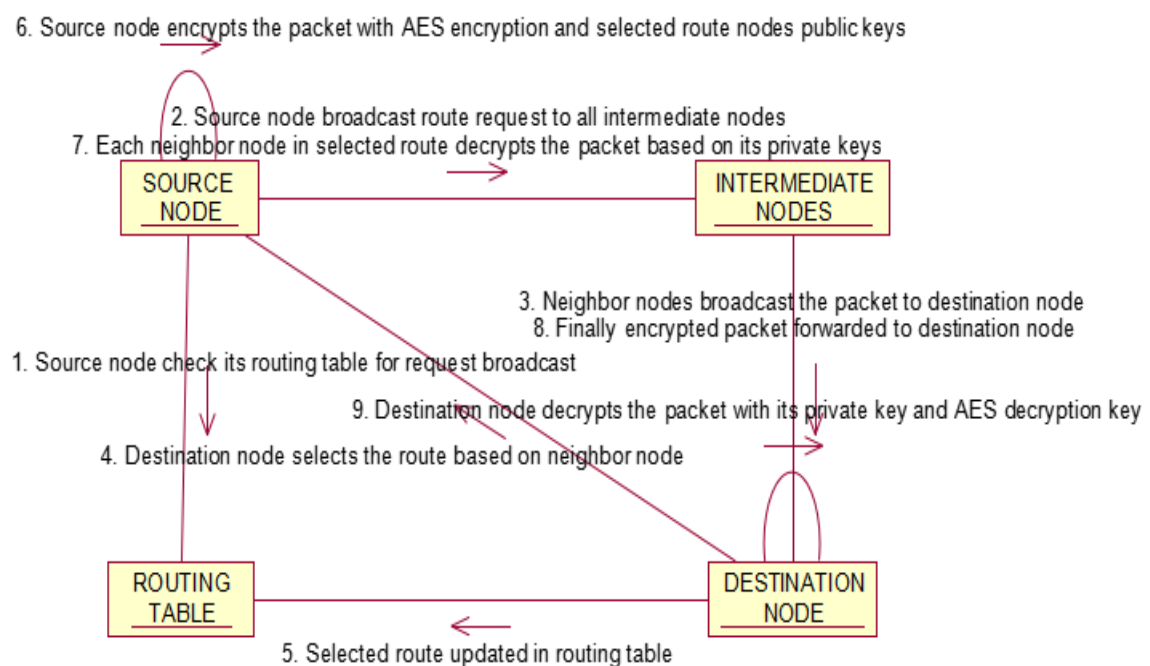 6. Source node encrypts the packet with AES encryption and selected route nodes public keys
2. Source node broadcast route request to all intermediate nodes
7. Each neighbor node in selected route decrypts the packet based on its private keys
SOURCE
NODE
INTERMEDIATE
NODES
3. Neighbor nodes broadcast the packet to destination node
8. Finally encrypted packet forwarded to destination node
1. Source node check its routing table for request broadcast
9. Destination node decrypts the packet with its private key and AES decryption key
4. Destination node selects the route based on neighbor node
ROUTING
TABLE
DESTINATION
NODE
5. Selected route updated in routing table